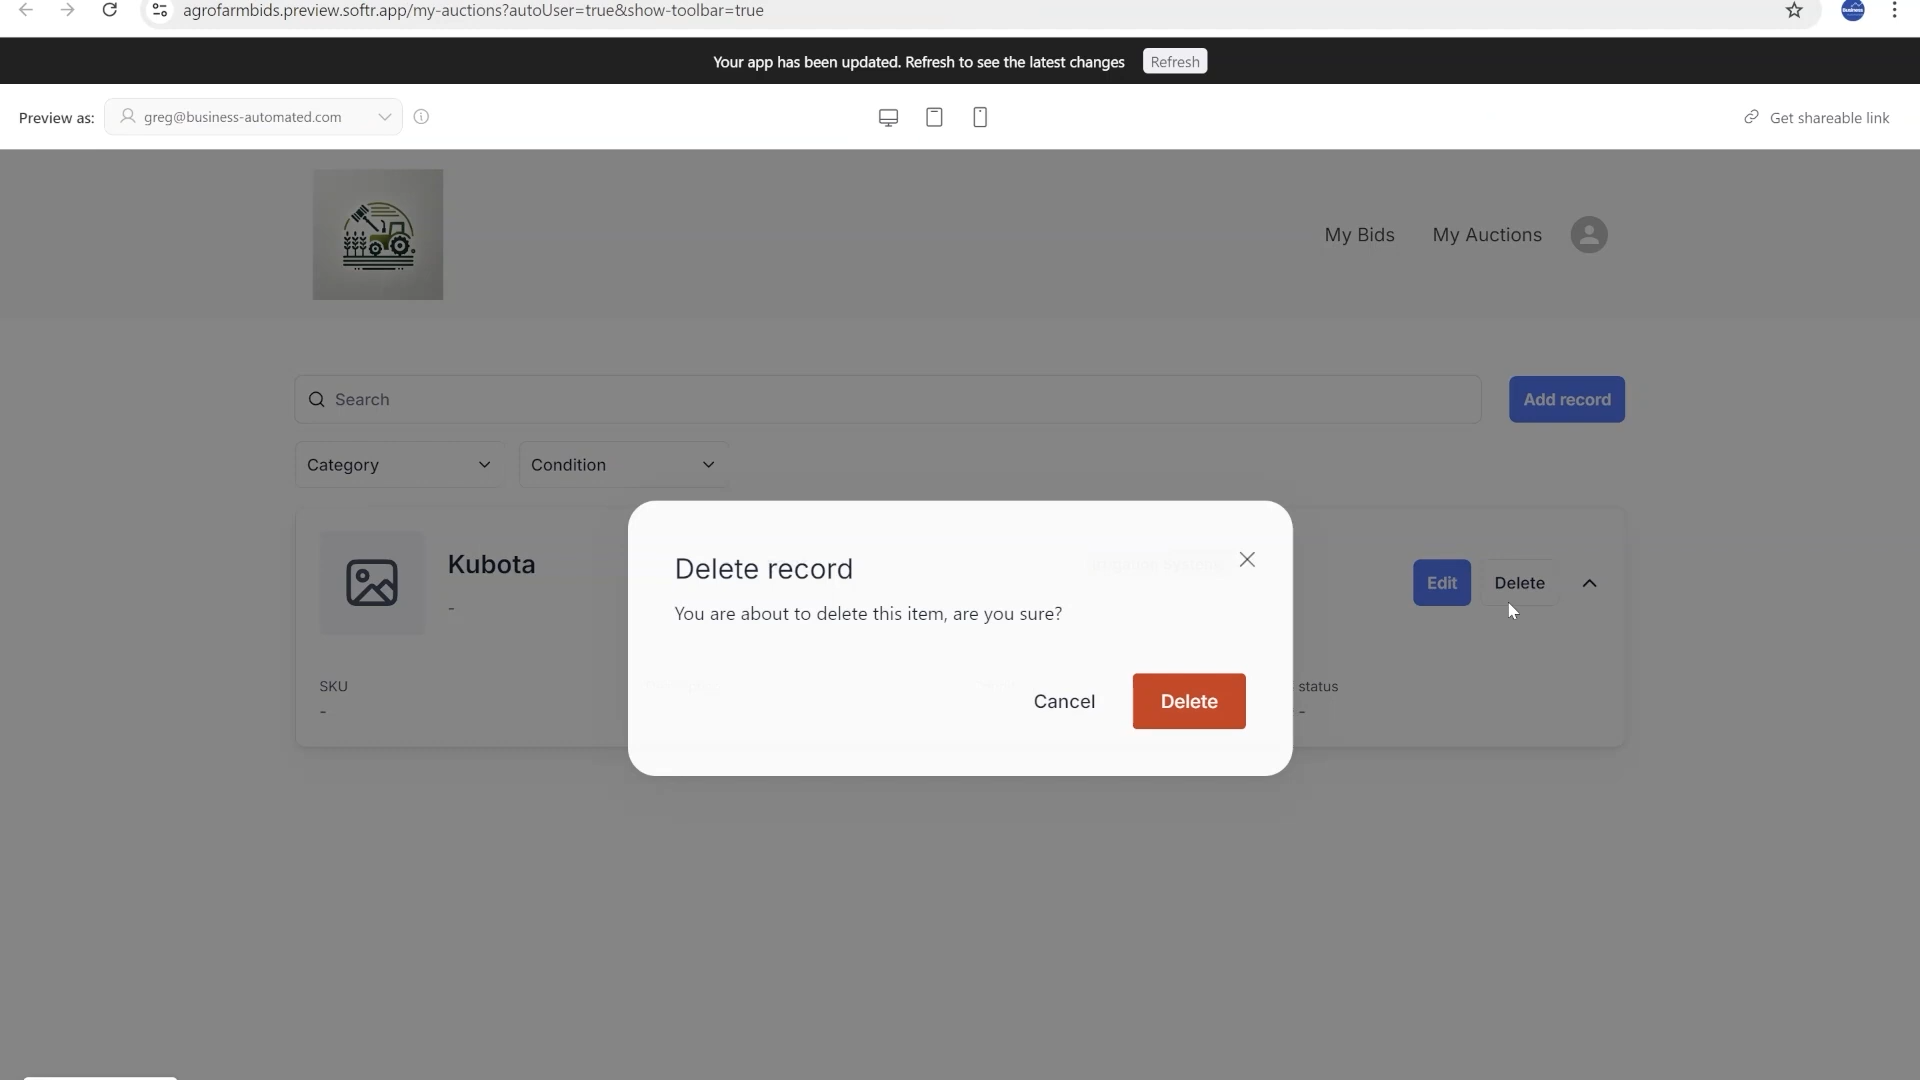 agrofarmbids.preview.softr.app/my-auctions?autoUser=true&show-toolbar=true
Your app has been updated. Refresh to see the latest changes Refresh
Preview as: greg@business-automated.com Get shareable link
My Bids My Auctions
Search Add record
Category Condition
Kubota
-
Edit Delete
SKU
-
status
-
Delete record
You are about to delete this item, are you sure?
Cancel Delete